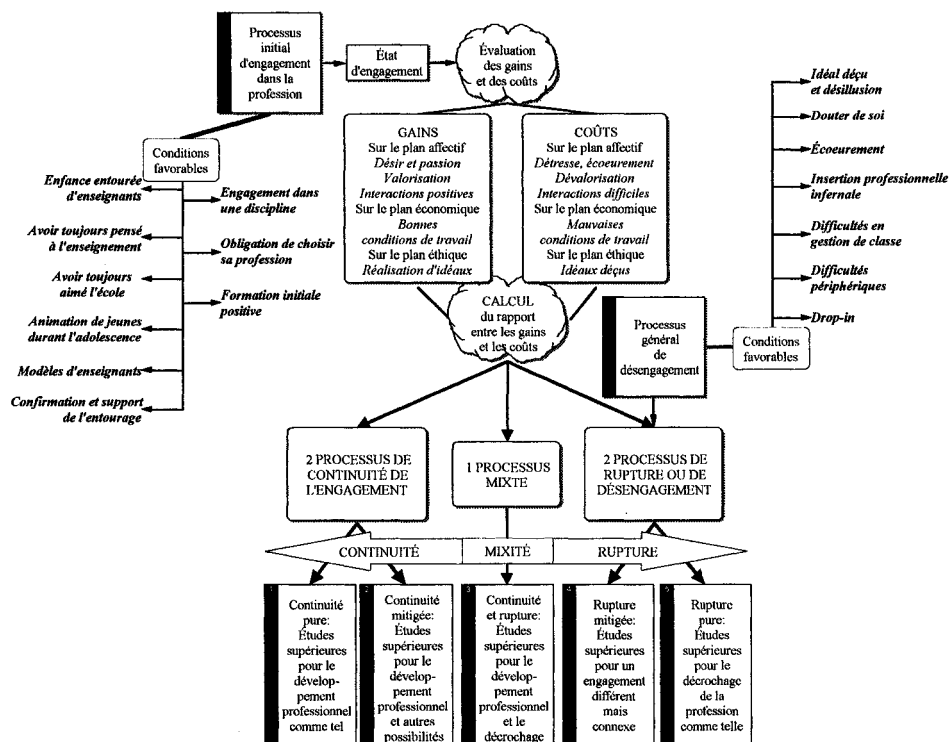 Processus
initial
d'engagement
dans la
profession
État
d'engagement
Évaluation
des gains
et des coûts
Conditions
favorables
Enfance entourée
d'enseignants
Avoir toujours pensé
à l'enseignement
Avoir toujours
aimé l'école
Animation de jeunes
durant l'adolescence
Modèles d'enseignants
Confirmation et support
de l'entourage
Engagement dans
une discipline
Obligation de choisir
sa profession
Formation initiale
positive
GAINS
Sur le plan affectif
Désir et passion
Valorisation
Interactions positives
Sur le plan économique
Bonnes
conditions de travail
Sur le plan éthique
Réalisation d'idéaux
COÛTS
Sur le plan affectif
Détresse, écoeurement
Dévalorisation
Interactions difficiles
Sur le plan économique
Mauvaises
conditions de travail
Sur le plan éthique
Idéaux déçus
CALCUL
du rapport
entre les gains
et les coûts
Processus
général
de
désengagement
Conditions
favorables
Idéal déçu
et désillusion
Douter de soi
Écoeurement
Insertion professionnelle
infernale
Difficultés en
gestion de classe
Difficultés
périphériques
Drop-in
2 PROCESSUS DE
CONTINUITÉ DE
L'ENGAGEMENT
1 PROCESSUS
MIXTE
2 PROCESSUS DE
RUPTURE OU DE
DÉSENGAGEMENT
CONTINUITÉ
MIXITÉ
RUPTURE
1
Continuité
pure:
Études
supérieures
pour le
dévelop-
pement
professionnel
comme tel
2
Continuité
mitigée:
Études
supérieures
pour le
dévelop-
pement
professionnel
et autres
possibilités
3
Continuité
et rupture:
Études
supérieures
pour le
dévelop-
pement
professionnel
et le
décrochage
4
Rupture
mitigée:
Études
supérieures
pour un
engagement
différent
mais
connexe
5
Rupture
pure:
Études
supérieures
pour le
décrochage
de la
profession
comme telle